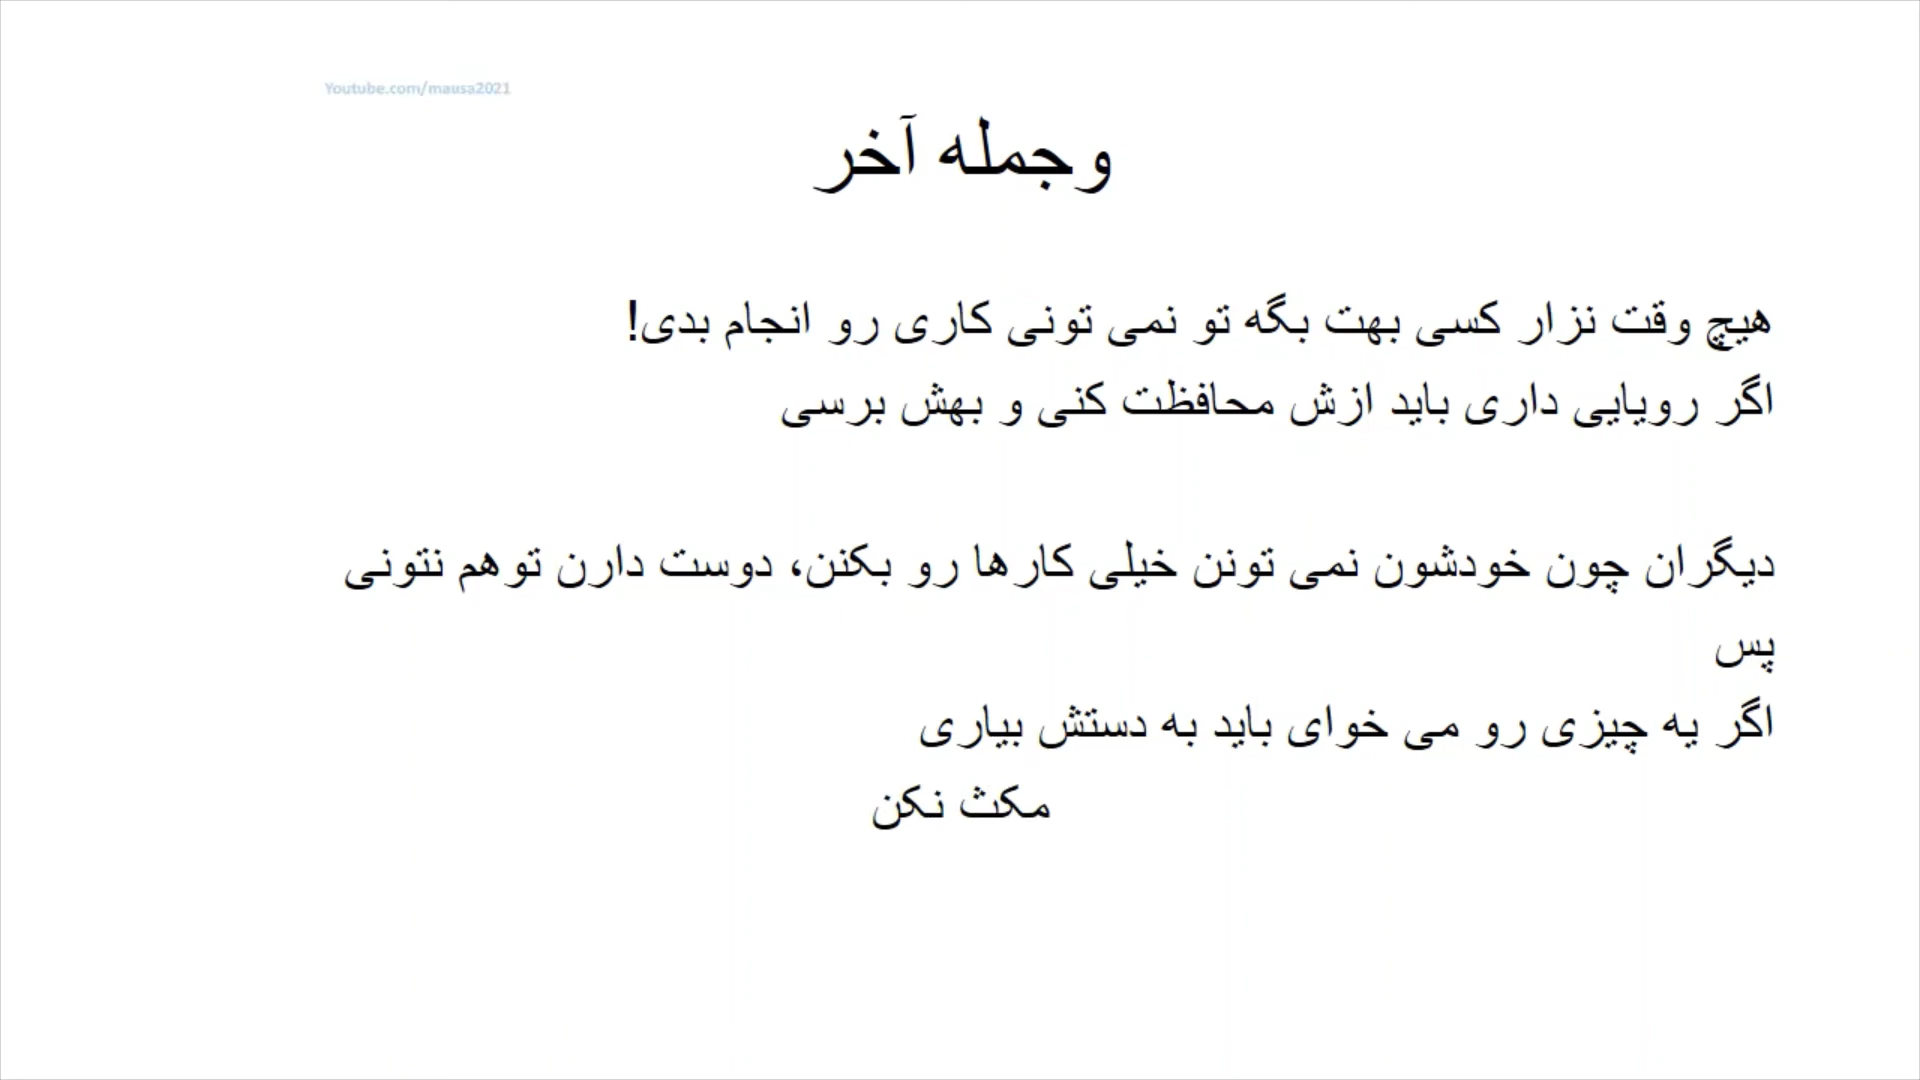 Youtube.com/mausa2021
و جمله آخر
هیچ وقت نزار کسی بهت بگه تو نمی تونی کاری رو انجام بدی!
اگر رویایی داری باید ازش محافظت کنی و بهش برسی
دیگران چون خودشون نمی تونن خیلی کارها رو بکنن، دوست دارن توهم نتونی
پس
اگر یه چیزی رو می خوای باید به دستش بیاری
مکث نکن